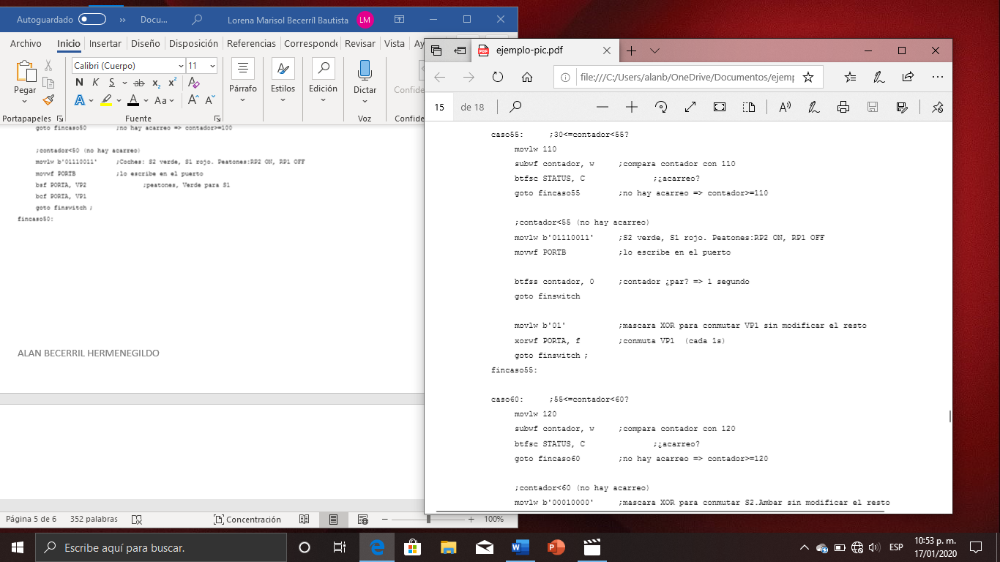 Autoguardado
Docu...
Lorena Marisol Becerríl Bautista
LM
Archivo Inicio Insertar Diseño Disposición Referencias Corresponde Revisar Vista Ay
Pegar
Portapapeles
Calibri (Cuerpo) 11
N K S ab x₂ x² A
A A Aa A A
Fuente
Párrafo
Estilos
Edición
Dictar
Voz
Confide
Confide
goto fincaso50 ;no hay acarreo => contador>=100
;contador<50 (no hay acarreo)
movlw b'01110011' ;Coches: S2 verde, S1 rojo. Peatones:RP2 ON, RP1 OFF
movwf PORTB ;lo escribe en el puerto
bsf PORTA, VP2 ;peatones, Verde para S1
bcf PORTA, VP1
goto finswitch ;
fincaso50:
ALAN BECERRIL HERMENEGILDO
Página 5 de 6 352 palabras
Concentración
100%
ejemplo-pic.pdf
file:///C:/Users/alanb/OneDrive/Documentos/ejemp
15 de 18
caso55: ;30<=contador<55?
movlw 110
subwf contador, w ;compara contador con 110
btfsc STATUS, C ;¿acarreo?
goto fincaso55 ;no hay acarreo => contador>=110
;contador<55 (no hay acarreo)
movlw b'01110011' ;S2 verde, S1 rojo. Peatones:RP2 ON, RP1 OFF
movwf PORTB ;lo escribe en el puerto
btfss contador, 0 ;contador ¿par? => 1 segundo
goto finswitch
movlw b'01' ;mascara XOR para conmutar VP1 sin modificar el resto
xorwf PORTA, f ;conmuta VP1 (cada 1s)
goto finswitch ;
fincaso55:
caso60: ;55<=contador<60?
movlw 120
subwf contador, w ;compara contador con 120
btfsc STATUS, C ;¿acarreo?
goto fincaso60 ;no hay acarreo => contador>=120
;contador<60 (no hay acarreo)
movlw b'00010000' ;mascara XOR para conmutar S2.Ambar sin modificar el resto
Escribe aquí para buscar.
ESP
10:53 p. m.
17/01/2020